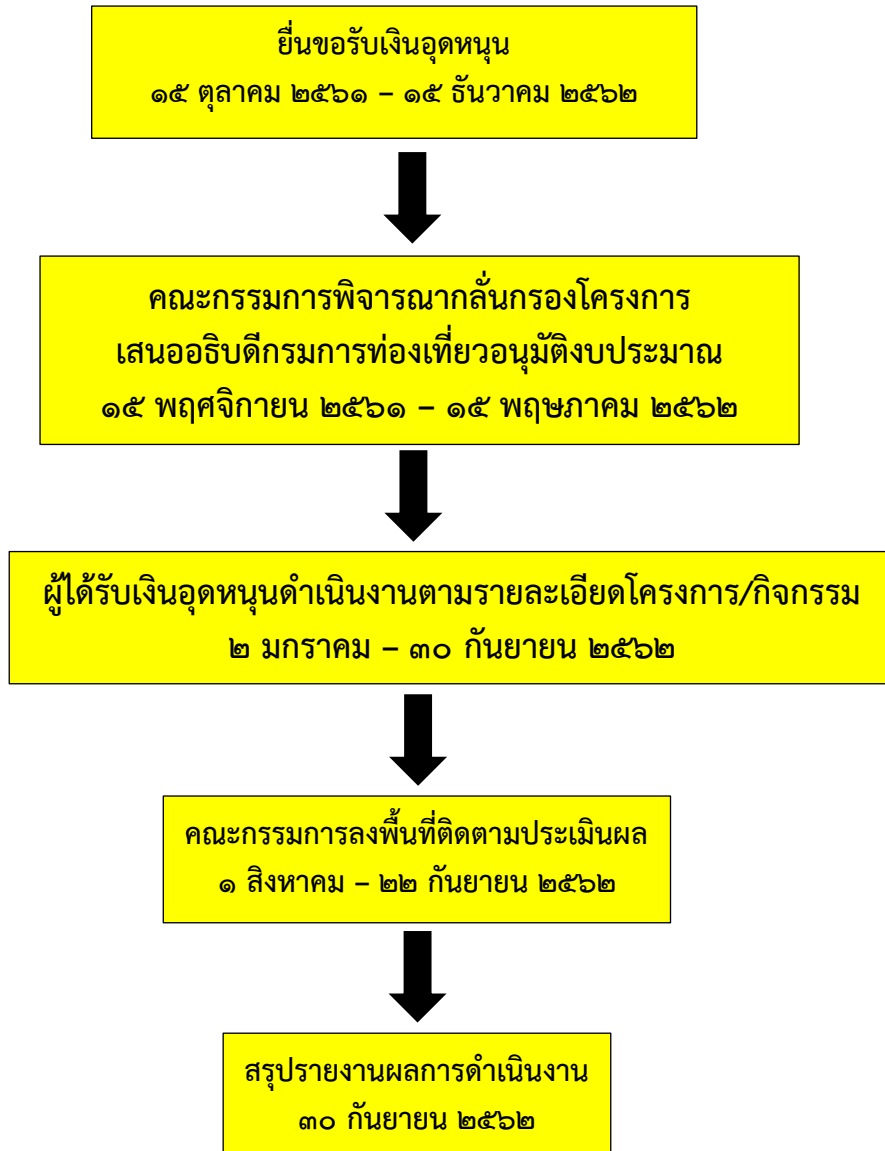 ยื่นขอรับเงินอุดหนุน
๑๕ ตุลาคม ๒๕๖๑ – ๑๕ ธันวาคม ๒๕๖๒
คณะกรรมการพิจารณากลั่นกรองโครงการ
เสนออธิบดีกรมการท่องเที่ยวอนุมัติงบประมาณ
๑๕ พฤศจิกายน ๒๕๖๑ – ๑๕ พฤษภาคม ๒๕๖๒
ผู้ได้รับเงินอุดหนุนดำเนินงานตามรายละเอียดโครงการ/กิจกรรม
๒ มกราคม – ๓๐ กันยายน ๒๕๖๒
คณะกรรมการลงพื้นที่ติดตามประเมินผล
๑ สิงหาคม – ๒๒ กันยายน ๒๕๖๒
สรุปรายงานผลการดำเนินงาน
๓๐ กันยายน ๒๕๖๒